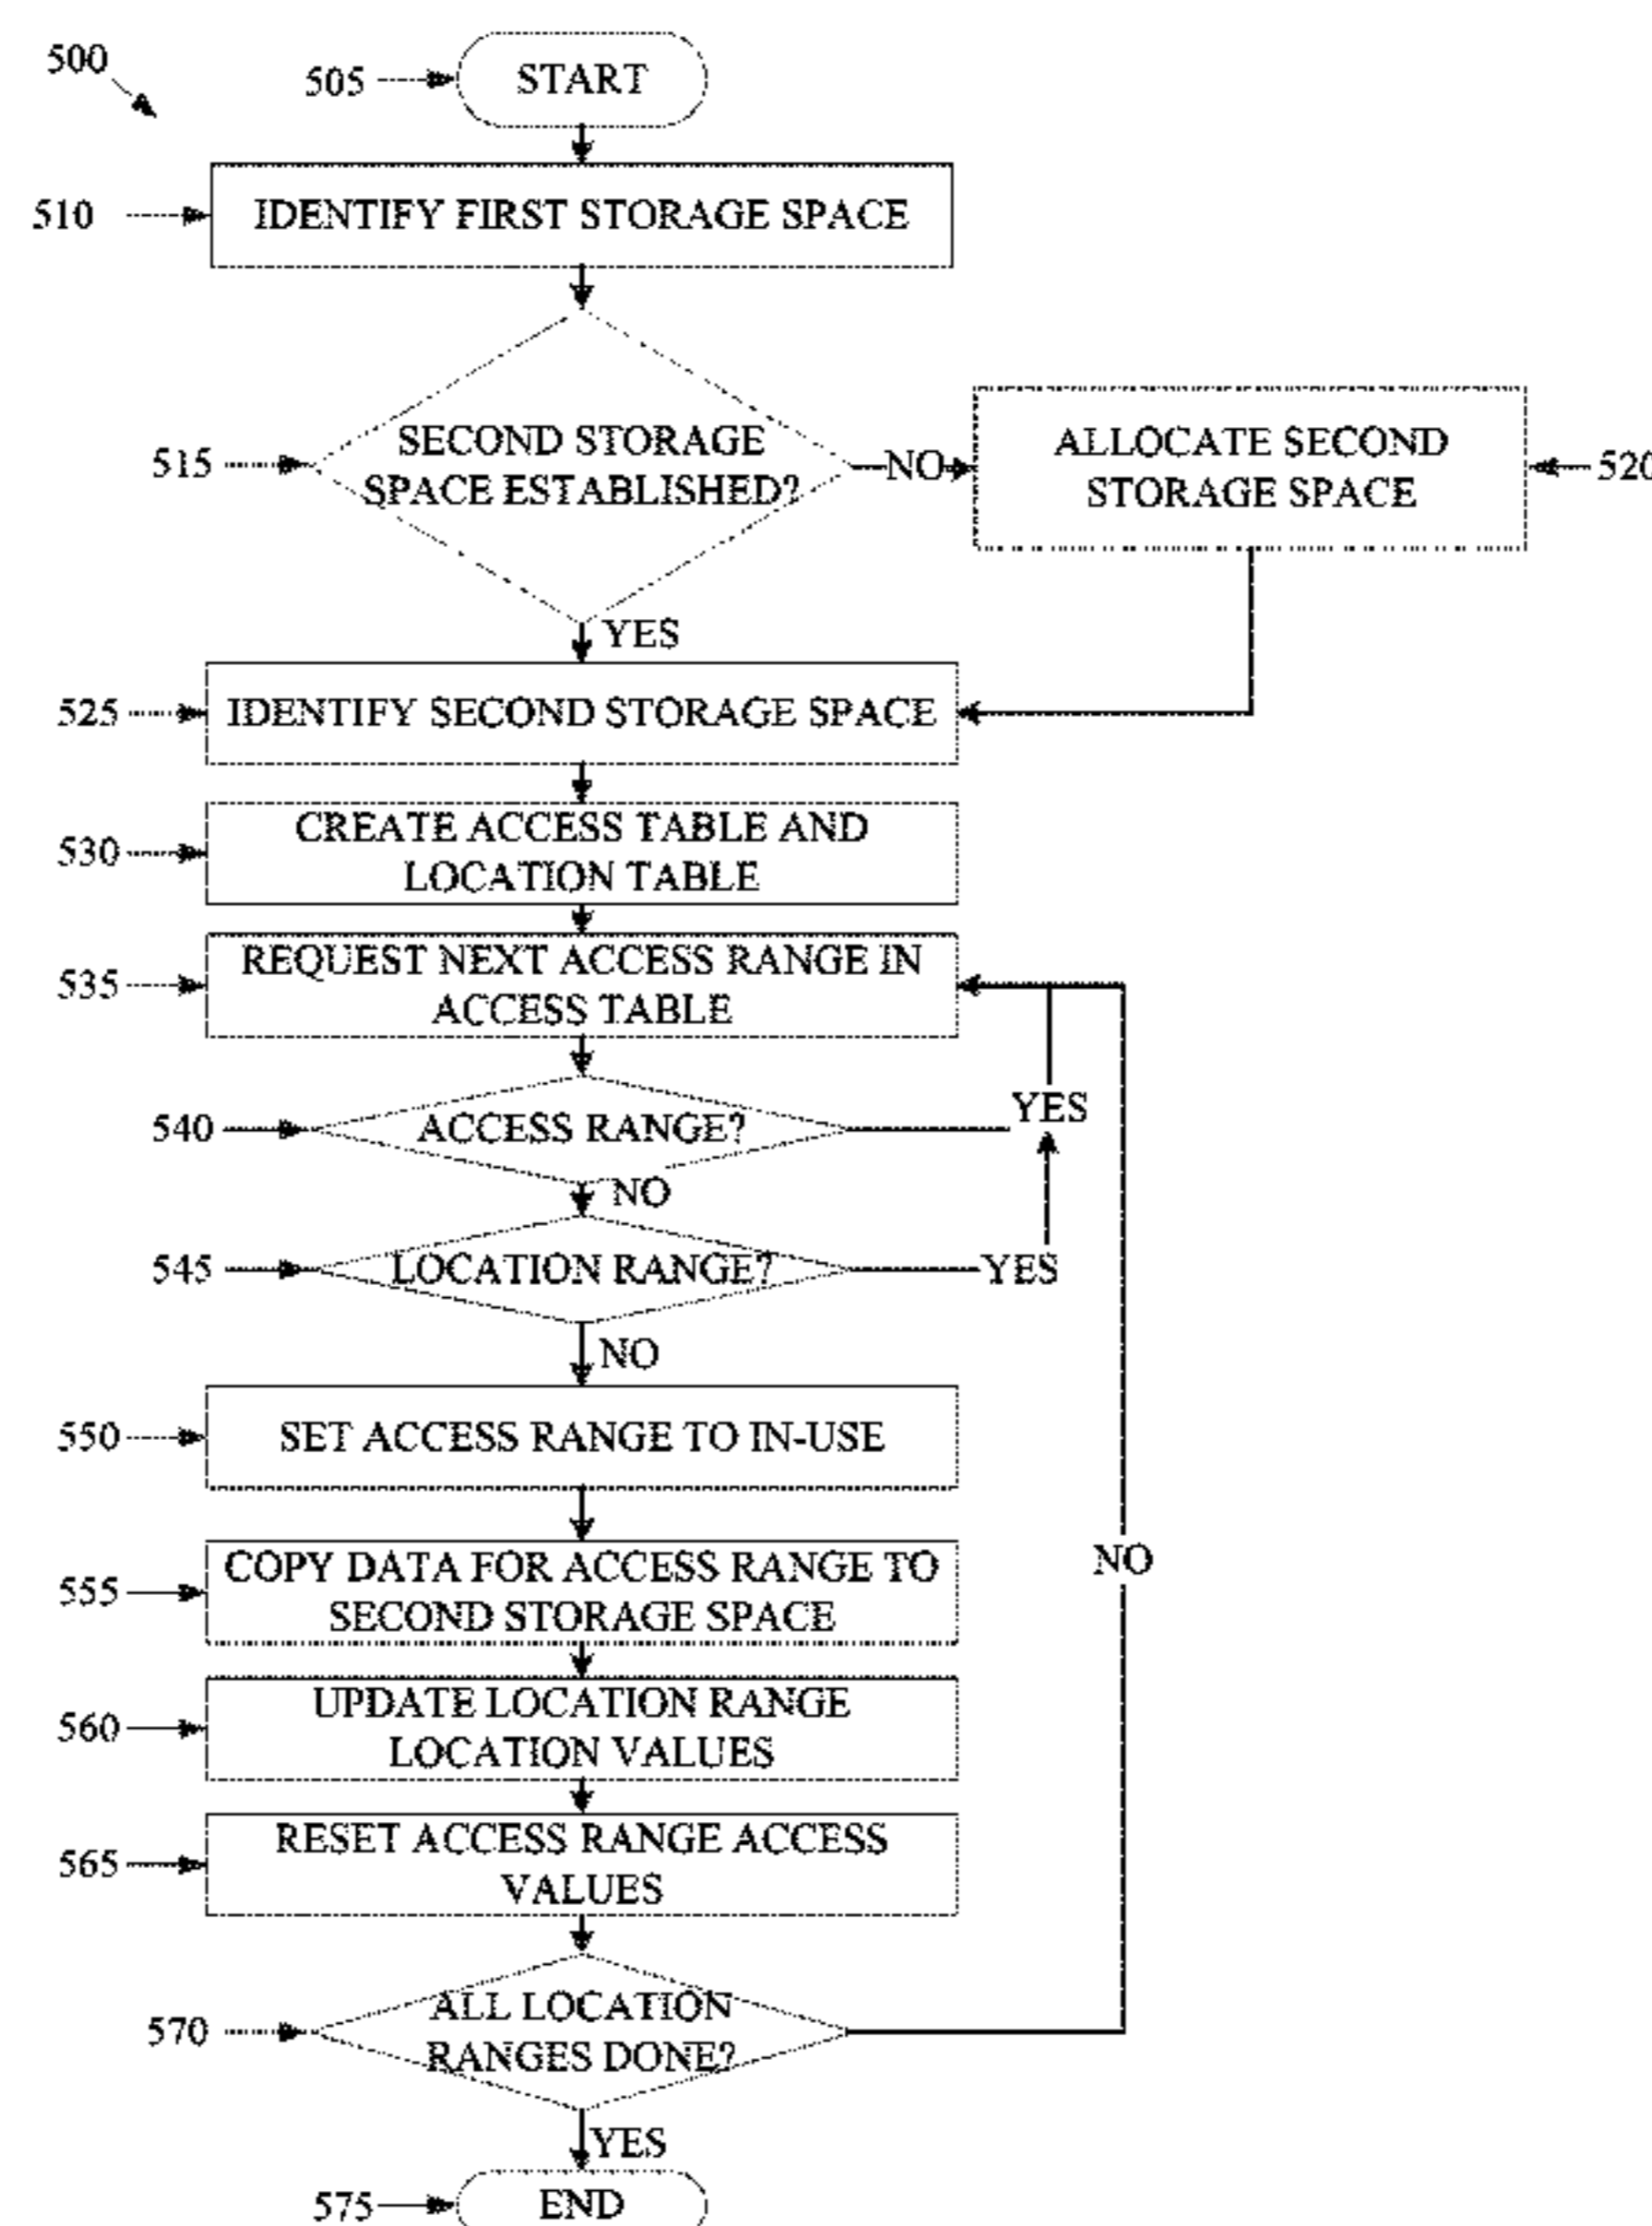 500
505
START
510
IDENTIFY FIRST STORAGE SPACE
515
SECOND STORAGE
SPACE ESTABLISHED?
NO
ALLOCATE SECOND
STORAGE SPACE
520
YES
525
IDENTIFY SECOND STORAGE SPACE
530
CREATE ACCESS TABLE AND
LOCATION TABLE
535
REQUEST NEXT ACCESS RANGE IN
ACCESS TABLE
540
ACCESS RANGE?
YES
NO
545
LOCATION RANGE?
YES
NO
550
SET ACCESS RANGE TO IN-USE
555
COPY DATA FOR ACCESS RANGE TO
SECOND STORAGE SPACE
NO
560
UPDATE LOCATION RANGE
LOCATION VALUES
565
RESET ACCESS RANGE ACCESS
VALUES
570
ALL LOCATION
RANGES DONE?
YES
575
END